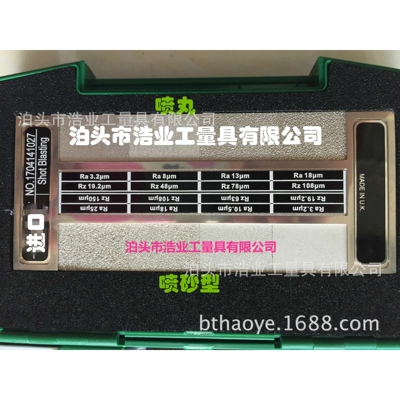 喷丸
泊头市浩业工量具有限公司
泊头市浩业工量具有限公司
NO.1704141027
Shot Blasting
进口
Ra 3.2μm Ra 8μm Ra 13μm Ra 18μm
Rz 19.2μm Rz 48μm Rz 78μm Rz 108μm
Rz 150μm Rz 108μm Rz 63μm Rz 19.2μm
Ra 25μm Ra 18μm Ra 10.5μm Ra 3.2μm
MADE IN U.K.
泊头市浩业工量具有限公司
泊头市浩业工量具有限公司
喷砂型
bthaoye.1688.com